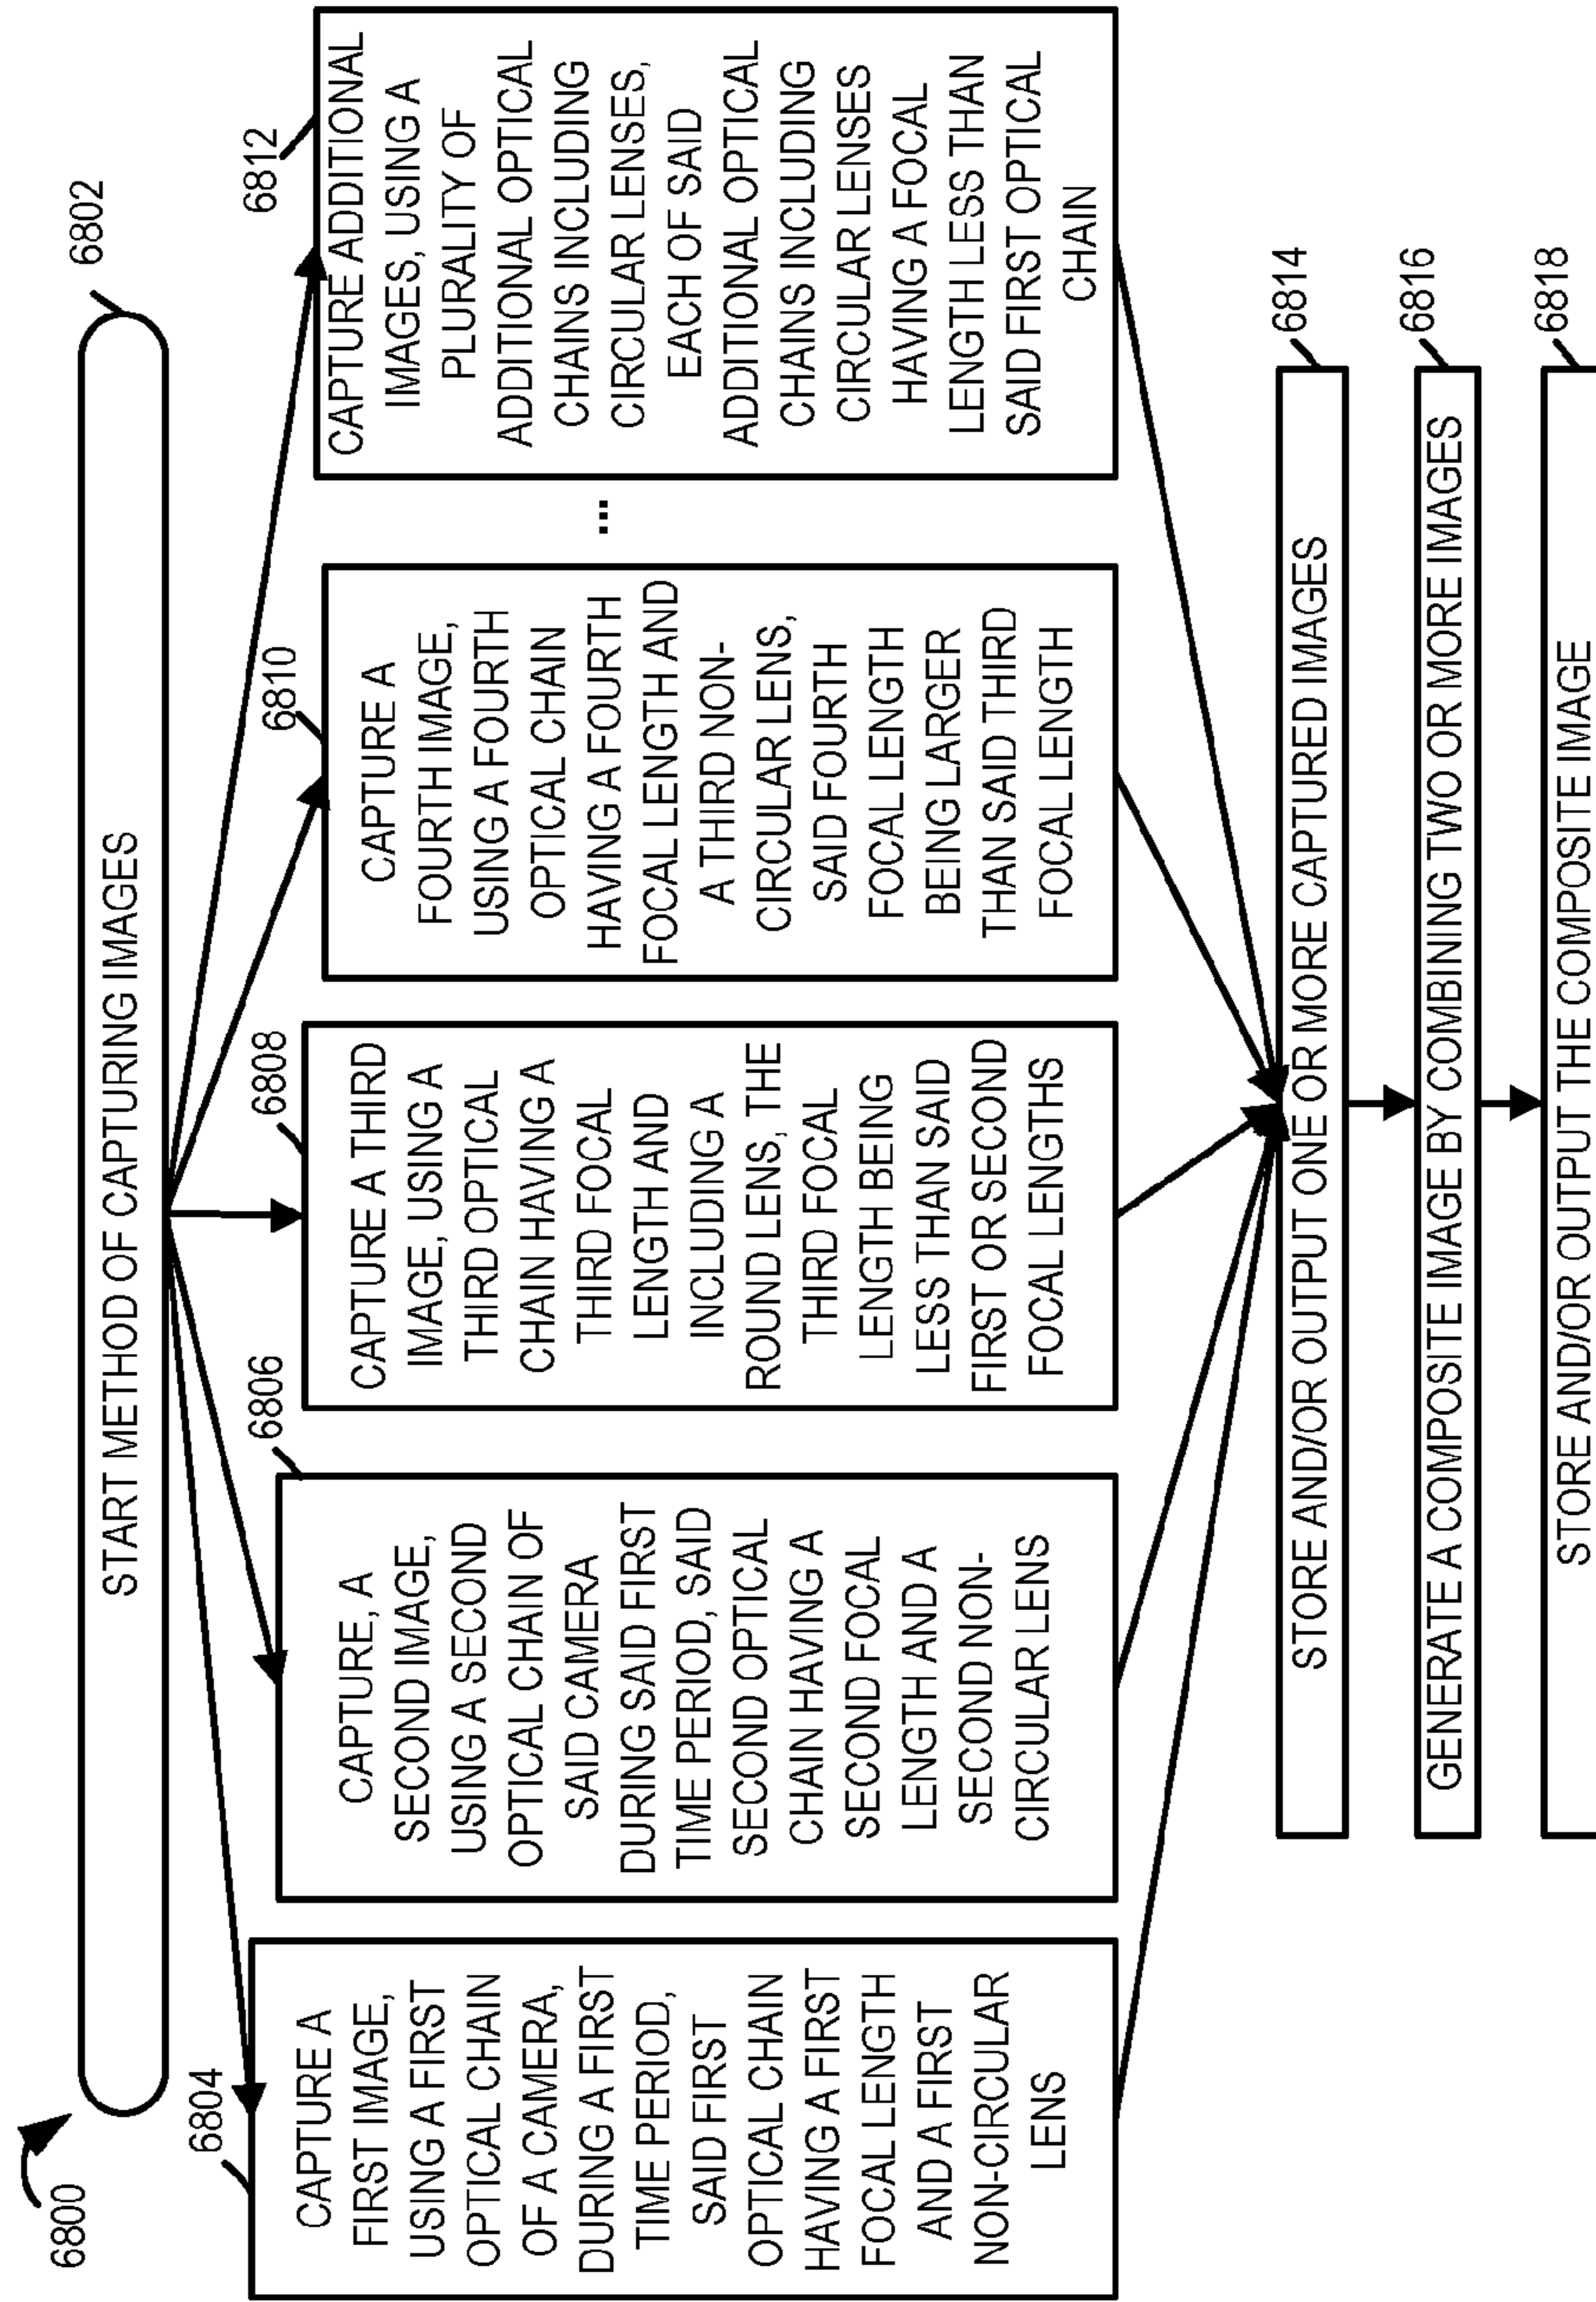 6800
6802
START METHOD OF CAPTURING IMAGES
6804
CAPTURE A
FIRST IMAGE,
USING A FIRST
OPTICAL CHAIN
OF A CAMERA,
DURING A FIRST
TIME PERIOD,
SAID FIRST
OPTICAL CHAIN
HAVING A FIRST
FOCAL LENGTH
AND A FIRST
NON-CIRCULAR
LENS
6806
CAPTURE, A
SECOND IMAGE,
USING A SECOND
OPTICAL CHAIN OF
SAID CAMERA
DURING SAID FIRST
TIME PERIOD, SAID
SECOND OPTICAL
CHAIN HAVING A
SECOND FOCAL
LENGTH AND A
SECOND NON-
CIRCULAR LENS
6808
CAPTURE A THIRD
IMAGE, USING A
THIRD OPTICAL
CHAIN HAVING A
THIRD FOCAL
LENGTH AND
INCLUDING A
ROUND LENS, THE
THIRD FOCAL
LENGTH BEING
LESS THAN SAID
FIRST OR SECOND
FOCAL LENGTHS
6810
CAPTURE A
FOURTH IMAGE,
USING A FOURTH
OPTICAL CHAIN
HAVING A FOURTH
FOCAL LENGTH AND
A THIRD NON-
CIRCULAR LENS,
SAID FOURTH
FOCAL LENGTH
BEING LARGER
THAN SAID THIRD
FOCAL LENGTH
...
6812
CAPTURE ADDITIONAL
IMAGES, USING A
PLURALITY OF
ADDITIONAL OPTICAL
CHAINS INCLUDING
CIRCULAR LENSES,
EACH OF SAID
ADDITIONAL OPTICAL
CHAINS INCLUDING
CIRCULAR LENSES
HAVING A FOCAL
LENGTH LESS THAN
SAID FIRST OPTICAL
CHAIN
6814
STORE AND/OR OUTPUT ONE OR MORE CAPTURED IMAGES
6816
GENERATE A COMPOSITE IMAGE BY COMBINING TWO OR MORE IMAGES
6818
STORE AND/OR OUTPUT THE COMPOSITE IMAGE